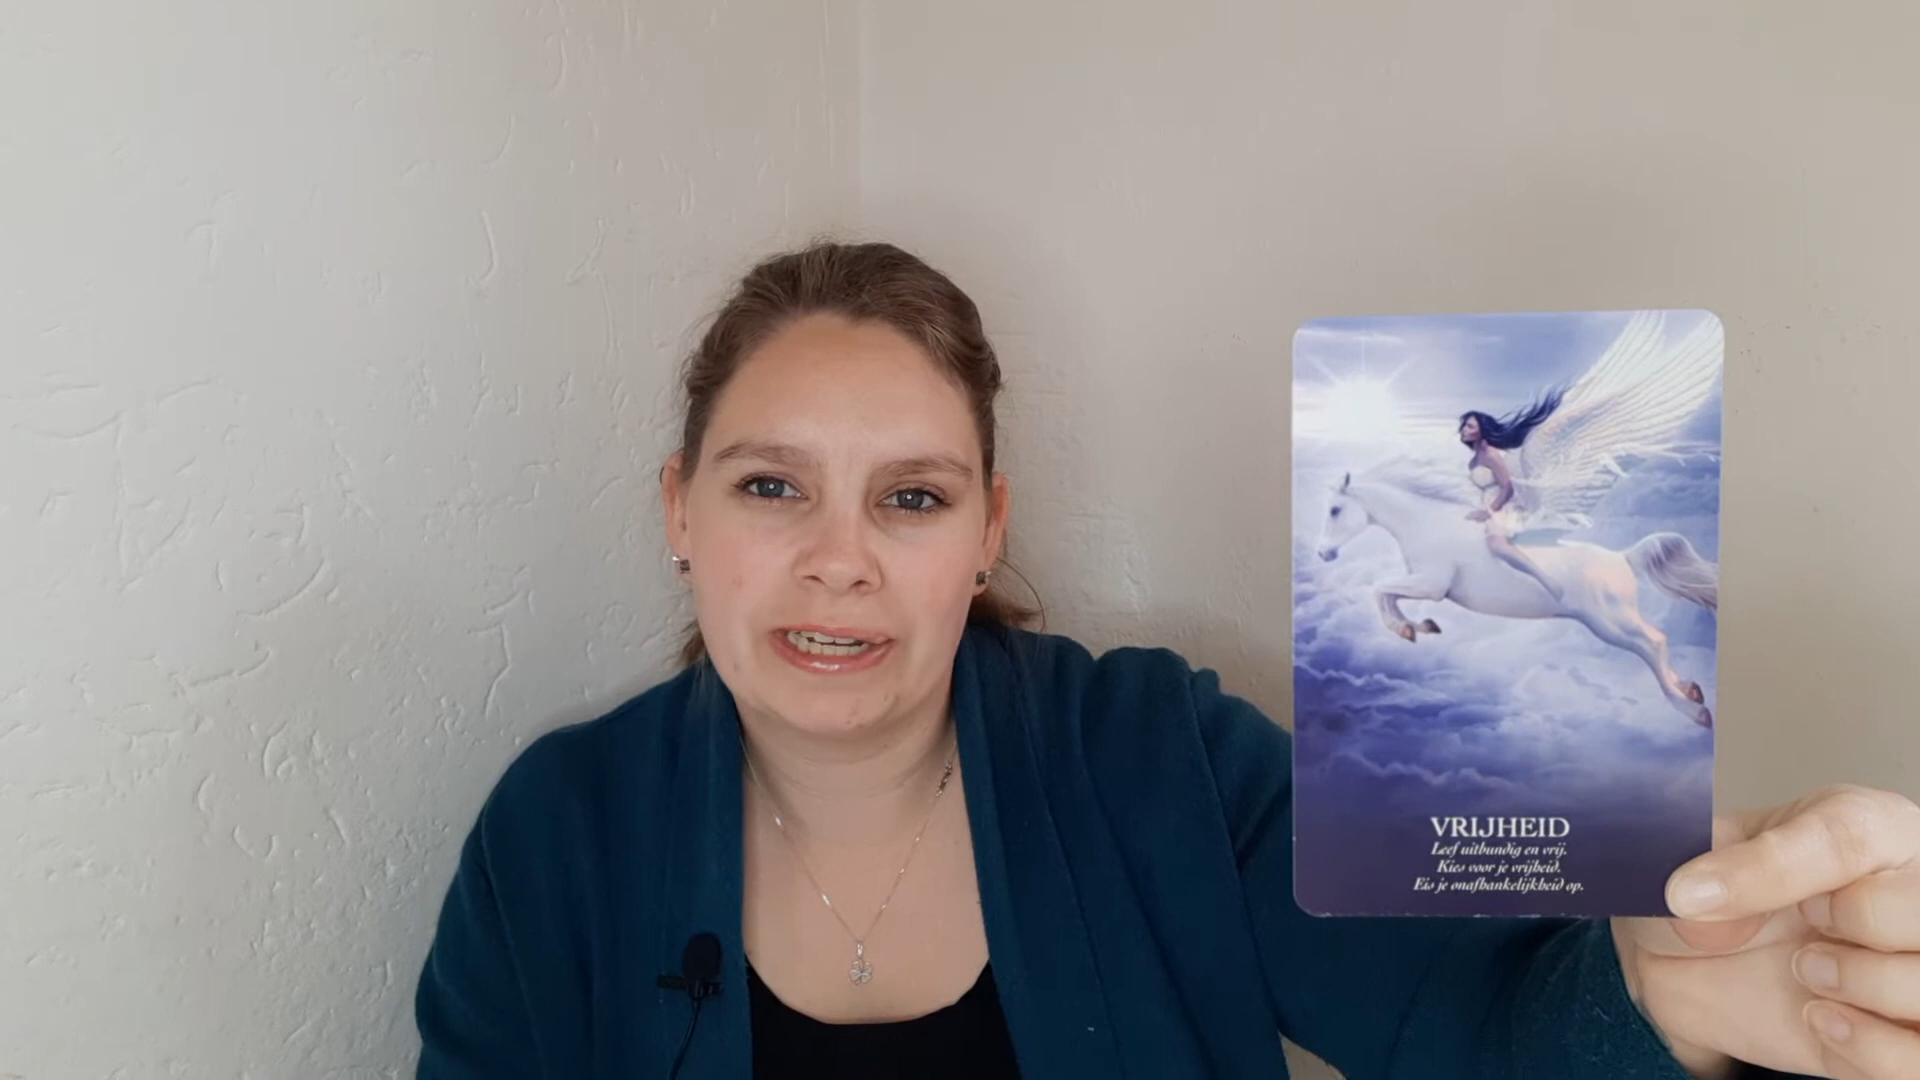 VRIJHEID
Leef uitbundig en vrij.
Kies voor je vrijheid.
Eis je onafhankelijkheid op.